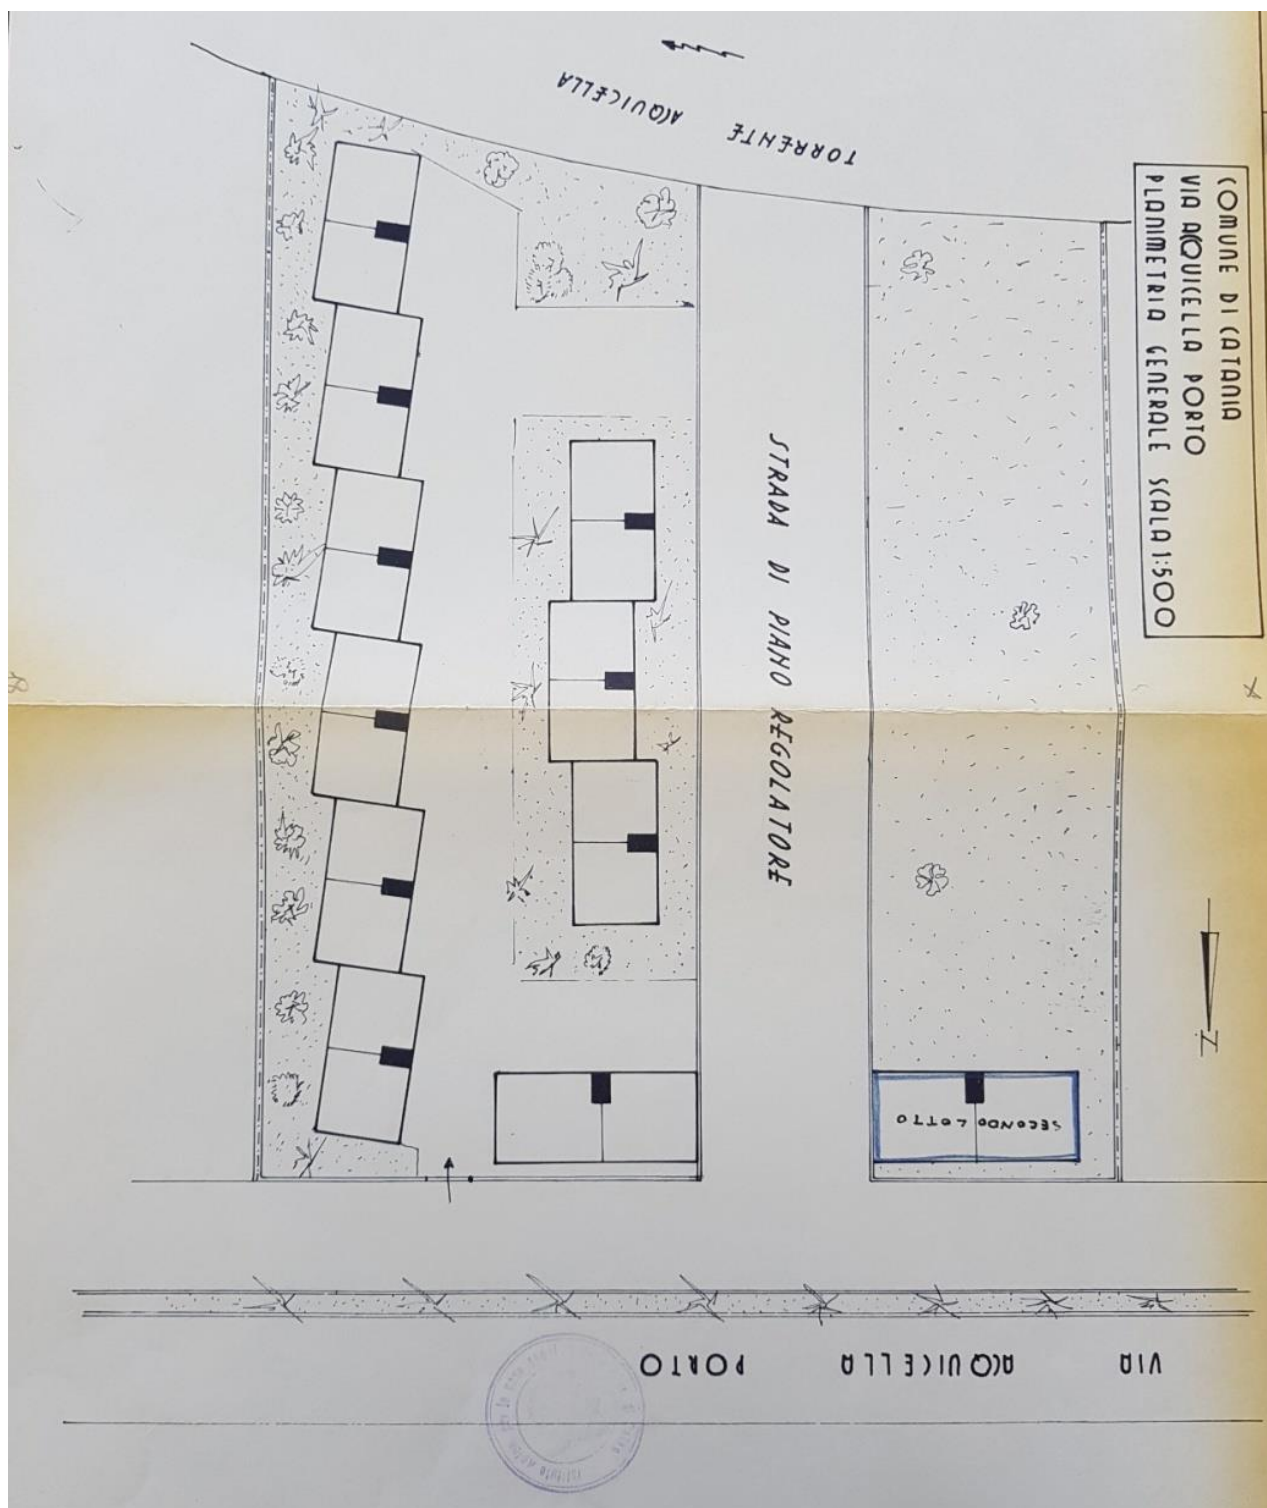 COMUNE DI CATANIA
VIA ACQUICELLA PORTO
PLANIMETRIA GENERALE SCALA 1:500
TORRENTE ACQUICELLA
STRADA DI PIANO REGOLATORE
SECONDO LOTTO
N
VIA ACQUICELLA PORTO